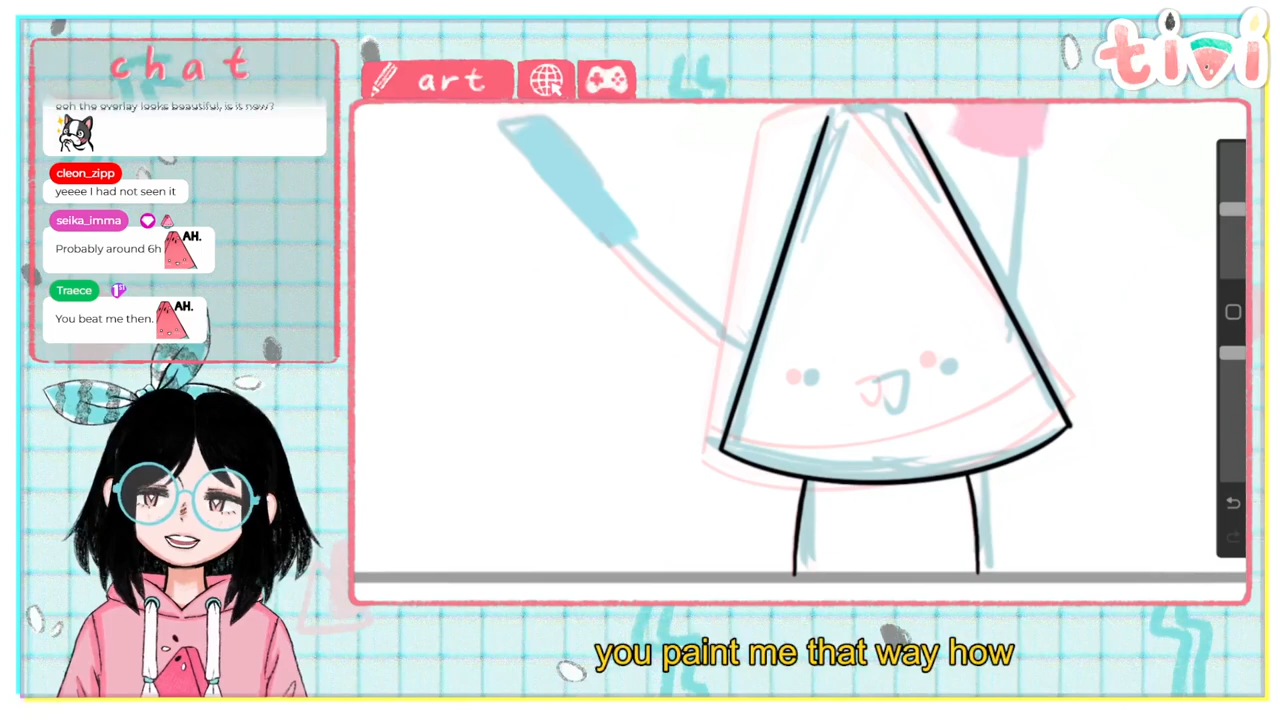 chat
art
tivi
ooh the overlay looks beautiful, is it new?
cleon_zipp
yeeee I had not seen it
seika_imma
Probably around 6h
AH.
Traece
1st
You beat me then.
AH.
you paint me that way how